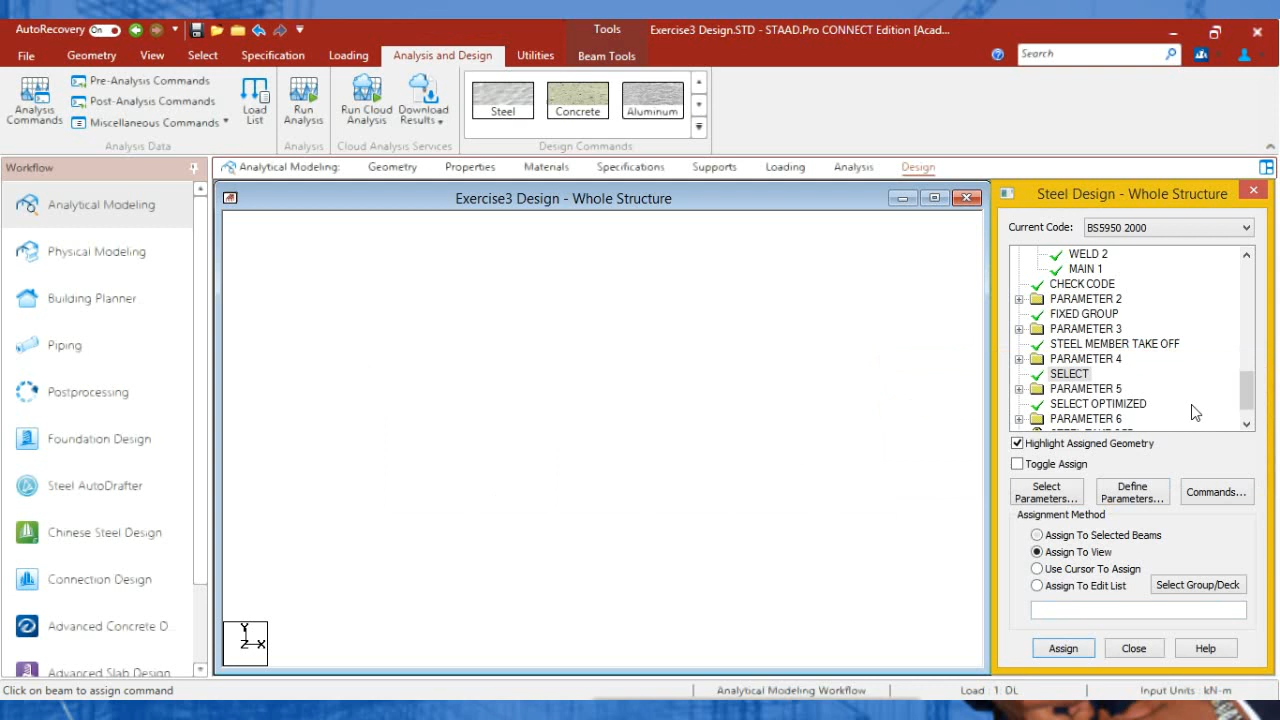 AutoRecovery On
Tools
Exercise3 Design.STD - STAAD.Pro CONNECT Edition [Acad...
File
Geometry
View
Select
Specification
Loading
Analysis and Design
Utilities
Beam Tools
Search
Analysis Commands
Pre-Analysis Commands
Post-Analysis Commands
Miscellaneous Commands
Load List
Run Analysis
Run Cloud Analysis
Download Results
Steel
Concrete
Aluminum
Analysis Data
Analysis
Cloud Analysis Services
Design Commands
Workflow
Analytical Modeling:
Geometry
Properties
Materials
Specifications
Supports
Loading
Analysis
Design
Analytical Modeling
Physical Modeling
Building Planner
Piping
Postprocessing
Foundation Design
Steel AutoDrafter
Chinese Steel Design
Connection Design
Advanced Concrete D...
Advanced Slab Design
Exercise3 Design - Whole Structure
Y
Z X
Steel Design - Whole Structure
Current Code: BS5950 2000
WELD 2
MAIN 1
CHECK CODE
PARAMETER 2
FIXED GROUP
PARAMETER 3
STEEL MEMBER TAKE OFF
PARAMETER 4
SELECT
PARAMETER 5
SELECT OPTIMIZED
PARAMETER 6
Highlight Assigned Geometry
Toggle Assign
Select Parameters...
Define Parameters...
Commands...
Assignment Method
Assign To Selected Beams
Assign To View
Use Cursor To Assign
Assign To Edit List
Select Group/Deck
Assign
Close
Help
Click on beam to assign command
Analytical Modeling Workflow
Load : 1: DL
Input Units : kN-m